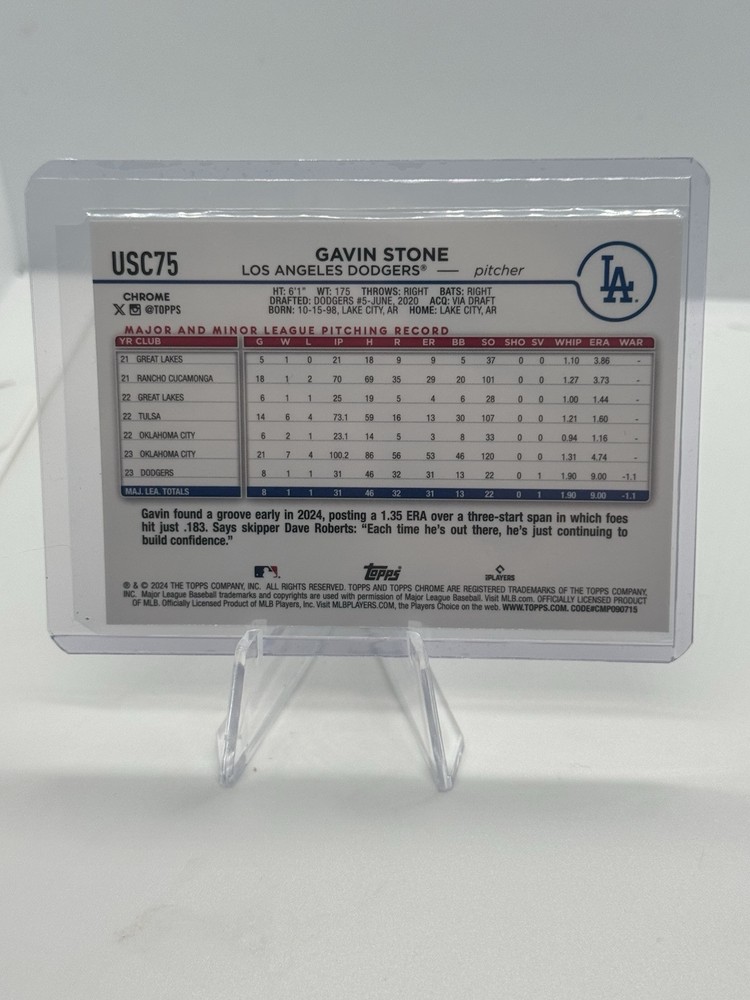 USC75
GAVIN STONE
LOS ANGELES DODGERS® — pitcher
LA
CHROME
@TOPPS
HT: 6'1" WT: 175 THROWS: RIGHT BATS: RIGHT
DRAFTED: DODGERS #5-JUNE, 2020 ACQ: VIA DRAFT
BORN: 10-15-98, LAKE CITY, AR HOME: LAKE CITY, AR
MAJOR AND MINOR LEAGUE PITCHING RECORD
YR CLUB G W L IP H R ER BB SO SHO SV WHIP ERA WAR
21 GREAT LAKES 5 1 0 21 18 9 9 5 37 0 0 1.10 3.86 -
21 RANCHO CUCAMONGA 18 1 2 70 69 35 29 20 101 0 0 1.27 3.73 -
22 GREAT LAKES 6 1 1 25 19 5 4 6 28 0 0 1.00 1.44 -
22 TULSA 14 6 4 73.1 59 16 13 30 107 0 0 1.21 1.60 -
22 OKLAHOMA CITY 6 2 1 23.1 14 5 3 8 33 0 0 0.94 1.16 -
23 OKLAHOMA CITY 21 7 4 100.2 86 56 53 46 120 0 0 1.31 4.74 -
23 DODGERS 8 1 1 31 46 32 31 13 22 0 1 1.90 9.00 -1.1
MAJ. LEA. TOTALS 8 1 1 31 46 32 31 13 22 0 1 1.90 9.00 -1.1
Gavin found a groove early in 2024, posting a 1.35 ERA over a three-start span in which foes
hit just .183. Says skipper Dave Roberts: “Each time he's out there, he's just continuing to
build confidence.”
Topps PLAYERS
® & © 2024 THE TOPPS COMPANY, INC. ALL RIGHTS RESERVED. TOPPS AND TOPPS CHROME ARE REGISTERED TRADEMARKS OF THE TOPPS COMPANY,
INC. Major League Baseball trademarks and copyrights are used with permission of Major League Baseball. Visit MLB.com. OFFICIALLY LICENSED PRODUCT
OF MLB. Officially Licensed Product of MLB Players, Inc. Visit MLBPLAYERS.COM, the Players Choice on the web. WWW.TOPPS.COM. CODE#CMP090715